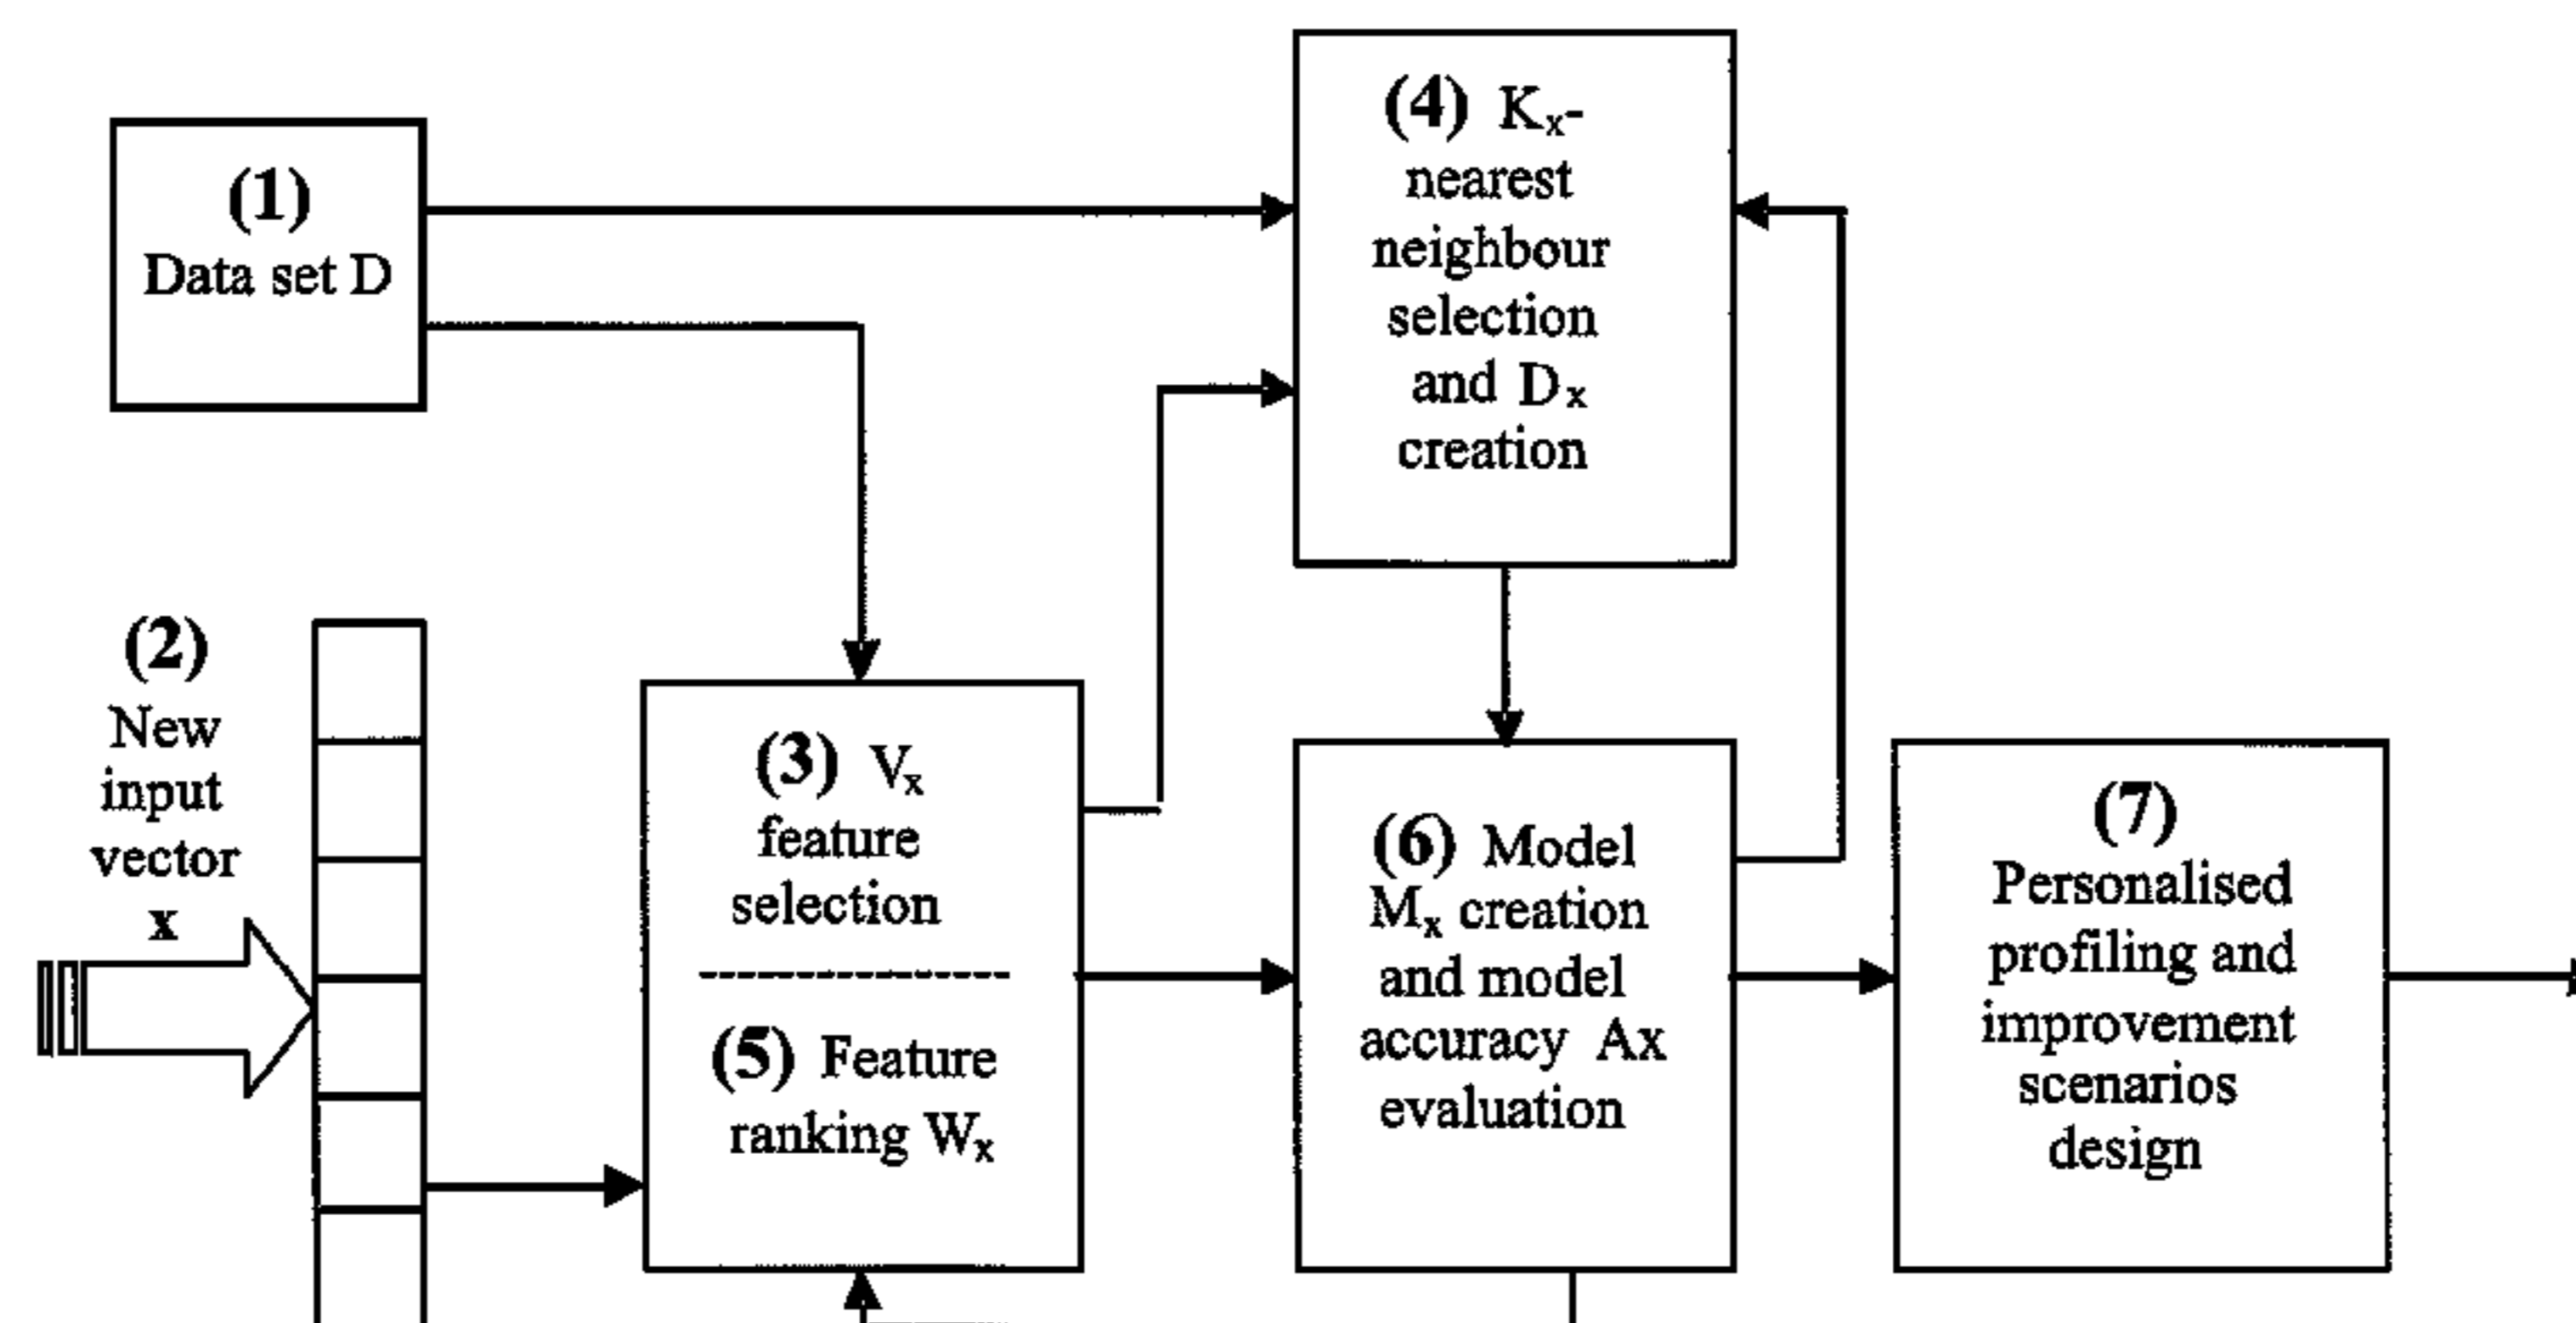 (1)
Data set D
(2)
New
input
vector
x
(3) Vx
feature
selection
(5) Feature
ranking Wx
(4) Kx-
nearest
neighbour
selection
and Dx
creation
(6) Model
Mx creation
and model
accuracy Ax
evaluation
(7)
Personalised
profiling and
improvement
scenarios
design